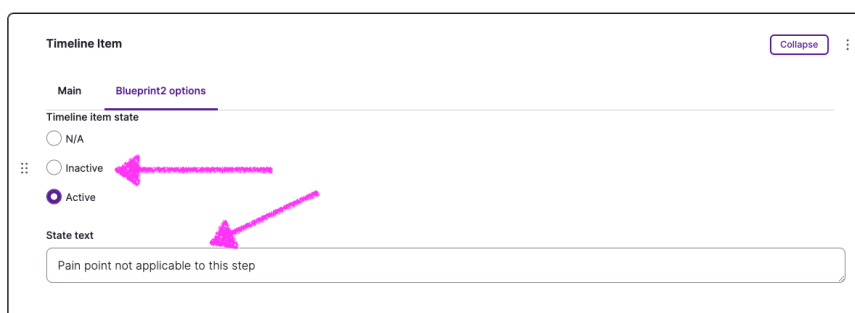 Timeline Item
Collapse
Main
Blueprint2 options
Timeline item state
N/A
Inactive
Active
State text
Pain point not applicable to this step